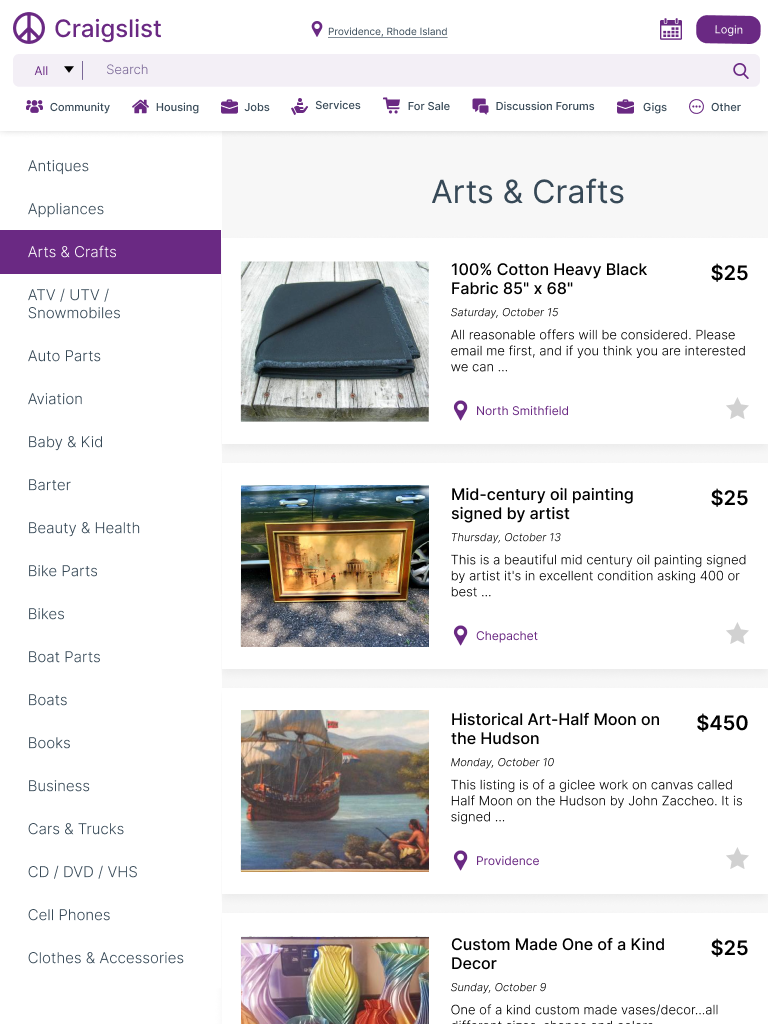 Craigslist
Providence, Rhode Island
Login
All
Search
Community
Housing
Jobs
Services
For Sale
Discussion Forums
Gigs
Other
Antiques
Appliances
Arts & Crafts
ATV / UTV /
Snowmobiles
Auto Parts
Aviation
Baby & Kid
Barter
Beauty & Health
Bike Parts
Bikes
Boat Parts
Boats
Books
Business
Cars & Trucks
CD / DVD / VHS
Cell Phones
Clothes & Accessories
Arts & Crafts
100% Cotton Heavy Black
Fabric 85" x 68"
$25
Saturday, October 15
All reasonable offers will be considered. Please
email me first, and if you think you are interested
we can ...
North Smithfield
Mid-century oil painting
signed by artist
$25
Thursday, October 13
This is a beautiful mid century oil painting signed
by artist it's in excellent condition asking 400 or
best ...
Chepachet
Historical Art-Half Moon on
the Hudson
$450
Monday, October 10
This listing is of a giclee work on canvas called
Half Moon on the Hudson by John Zaccheo. It is
signed ...
Providence
Custom Made One of a Kind
Decor
$25
Sunday, October 9
One of a kind custom made vases/decor...all
different sizes, shapes and colors